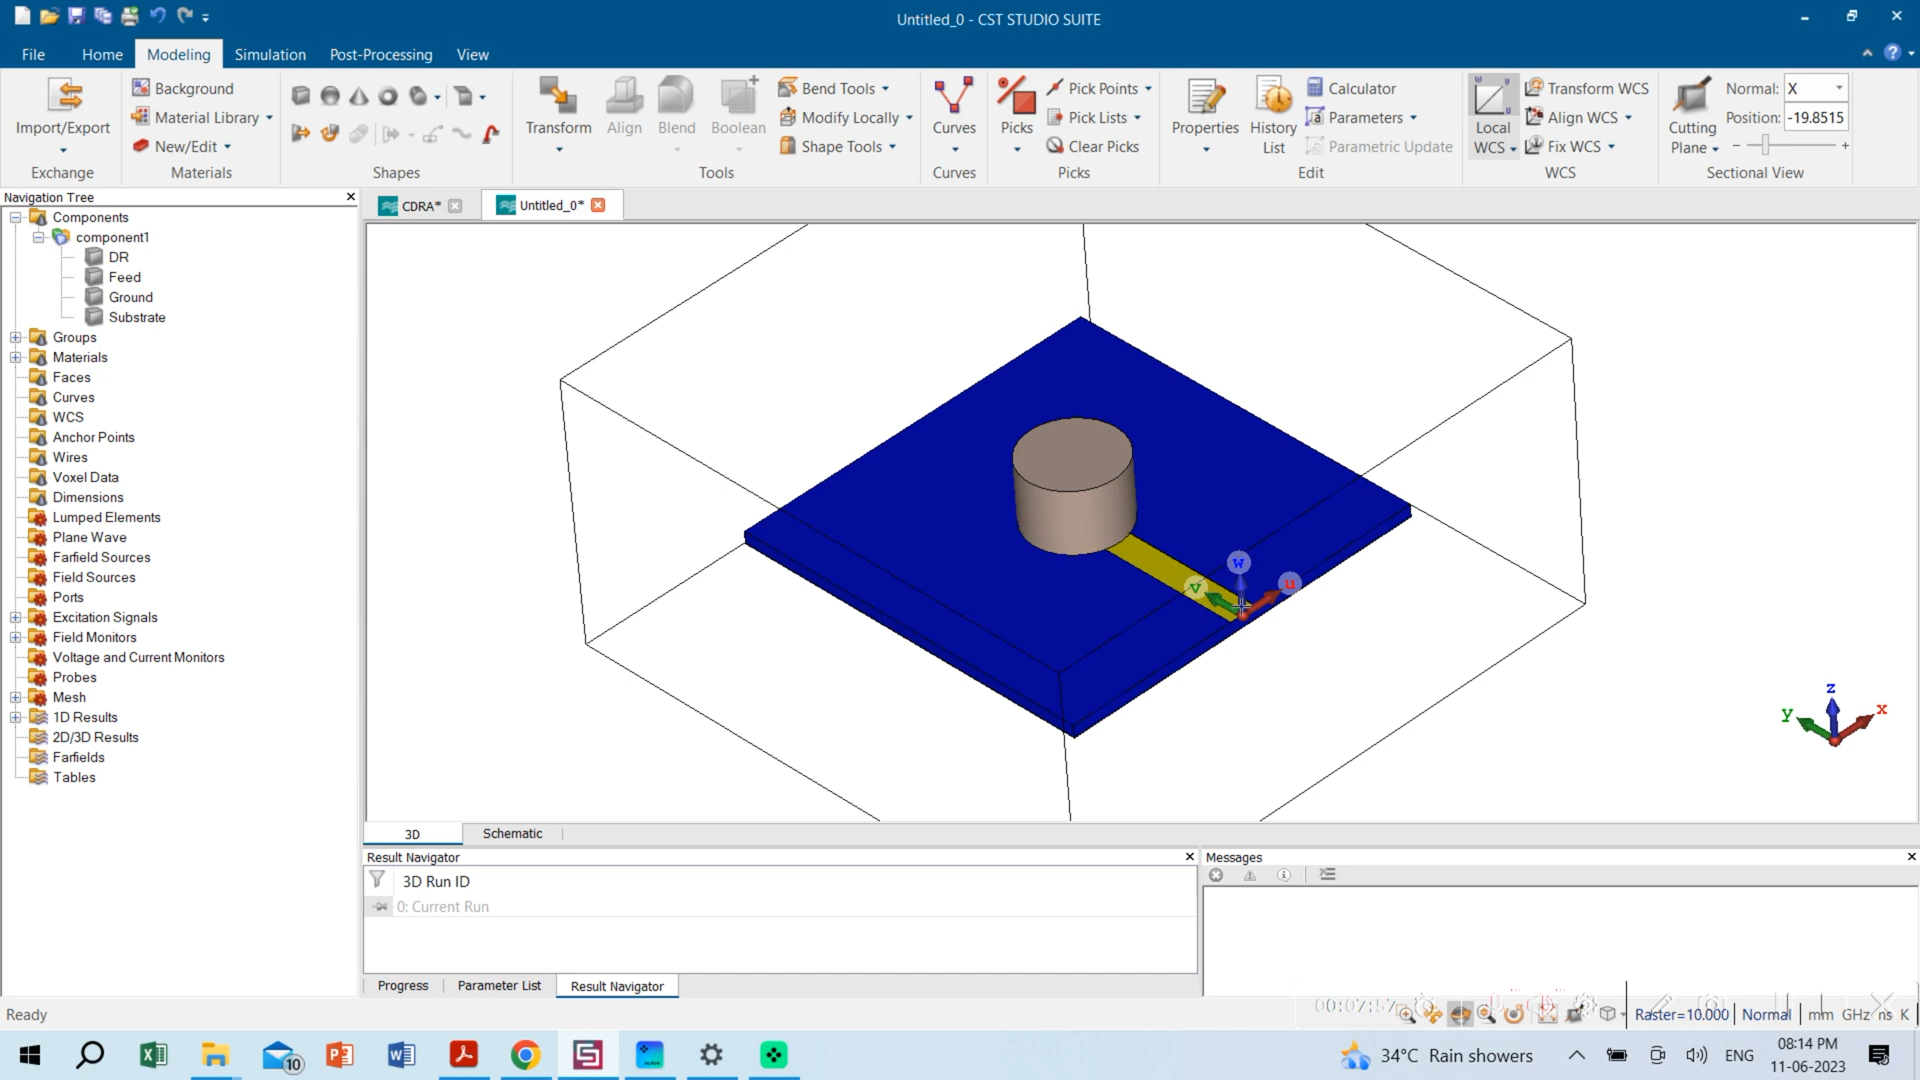 Untitled_0 - CST STUDIO SUITE
File Home Modeling Simulation Post-Processing View
Import/Export
Exchange
Background
Material Library
New/Edit
Materials
Shapes
Transform
Align
Blend
Boolean
Bend Tools
Modify Locally
Shape Tools
Tools
Curves
Curves
Picks
Pick Points
Pick Lists
Clear Picks
Picks
Properties
History
List
Calculator
Parameters
Parametric Update
Edit
Local
WCS
Transform WCS
Align WCS
Fix WCS
WCS
Cutting
Plane
Normal: X
Position: -19.8515
Sectional View
Navigation Tree
Components
component1
DR
Feed
Ground
Substrate
Groups
Materials
Faces
Curves
WCS
Anchor Points
Wires
Voxel Data
Dimensions
Lumped Elements
Plane Wave
Farfield Sources
Field Sources
Ports
Excitation Signals
Field Monitors
Voltage and Current Monitors
Probes
Mesh
1D Results
2D/3D Results
Farfields
Tables
CDRA* Untitled_0*
w
v
u
z
y
x
3D Schematic
Result Navigator
3D Run ID
0: Current Run
Progress Parameter List Result Navigator
Messages
Ready
00:07:57
Raster=10.000 Normal mm GHz ns K
10
34°C Rain showers
ENG
08:14 PM
11-06-2023